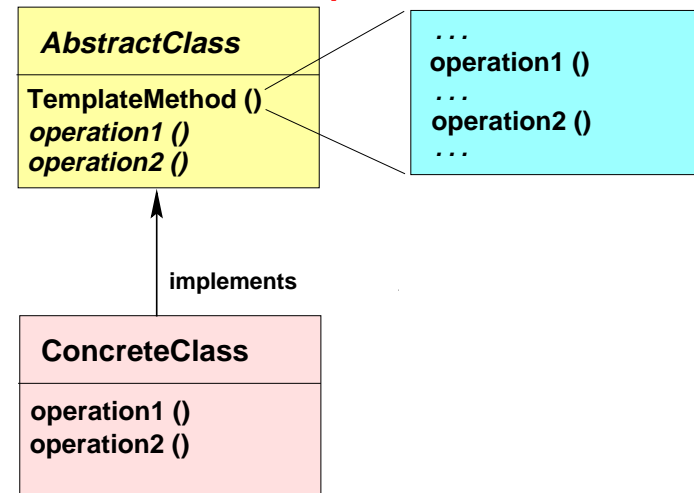 AbstractClass
TemplateMethod ()
operation1 ()
operation2 ()
. . .
operation1 ()
. . .
operation2 ()
. . .
implements
ConcreteClass
operation1 ()
operation2 ()